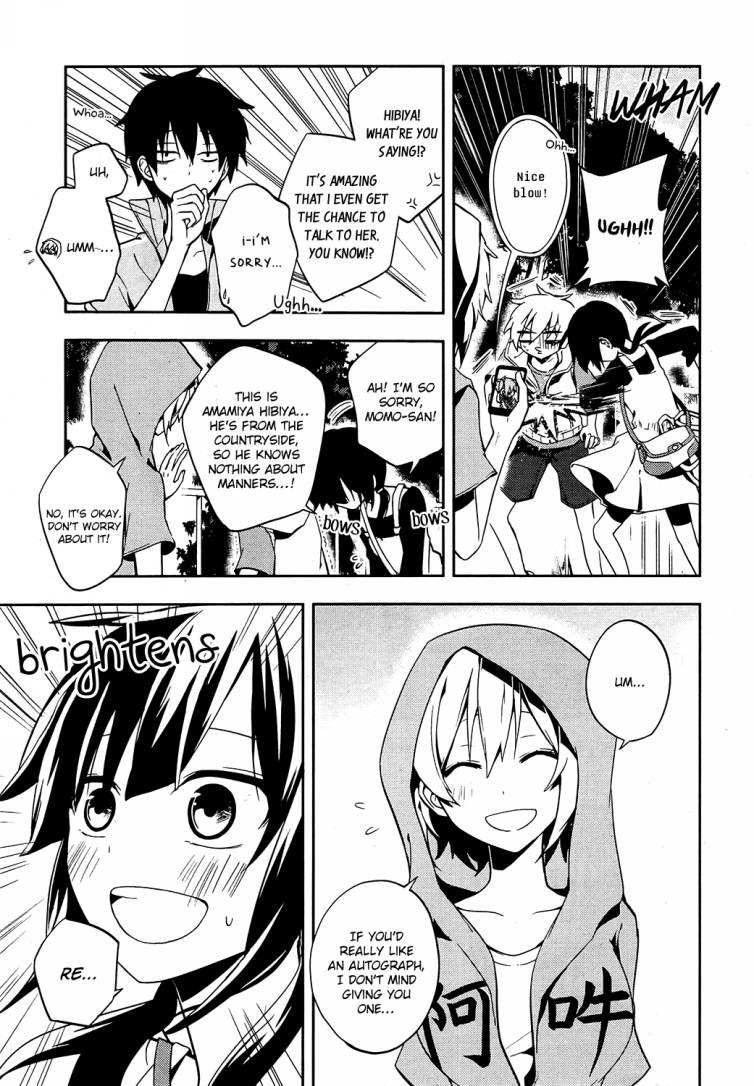 WHAM
UGHH!!
Ohh...
Nice
blow!
HIBIYA!
WHAT'RE YOU
SAYING!?
IT'S AMAZING
THAT I EVEN GET
THE CHANCE TO
TALK TO HER.
YOU KNOW!?
I-I'M
SORRY...
Ughh...
Whoa...
UH,
UMM~...
AH! I'M SO
SORRY,
MOMO-SAN!
bows
bows
THIS IS
AMAMIYA HIBIYA...
HE'S FROM THE
COUNTRYSIDE,
SO HE KNOWS
NOTHING ABOUT
MANNERS...!
NO, IT'S OKAY.
DON'T WORRY
ABOUT IT!
UM...
IF YOU'D
REALLY LIKE
AN AUTOGRAPH,
I DON'T MIND
GIVING YOU
ONE...
阿吽
brightens
RE...